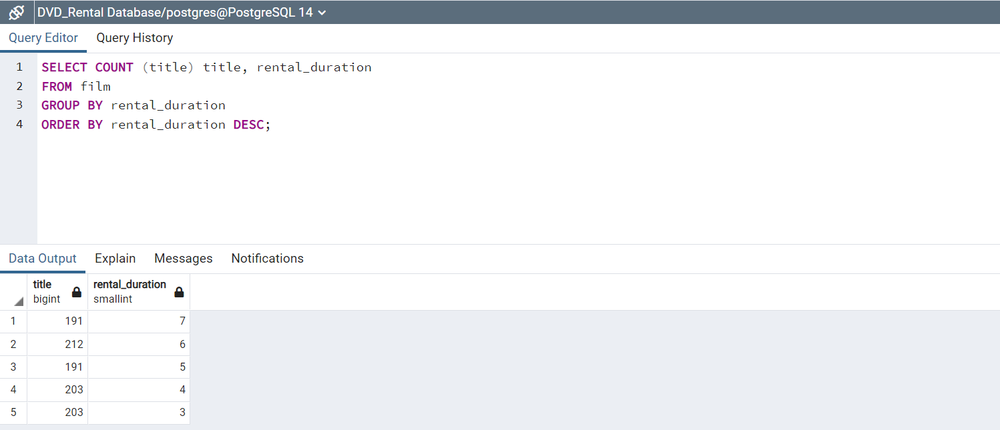 DVD_Rental Database/postgres@PostgreSQL 14
Query Editor Query History
1 SELECT COUNT (title) title, rental_duration
2 FROM film
3 GROUP BY rental_duration
4 ORDER BY rental_duration DESC;
Data Output Explain Messages Notifications
title rental_duration
bigint smallint
1 191 7
2 212 6
3 191 5
4 203 4
5 203 3